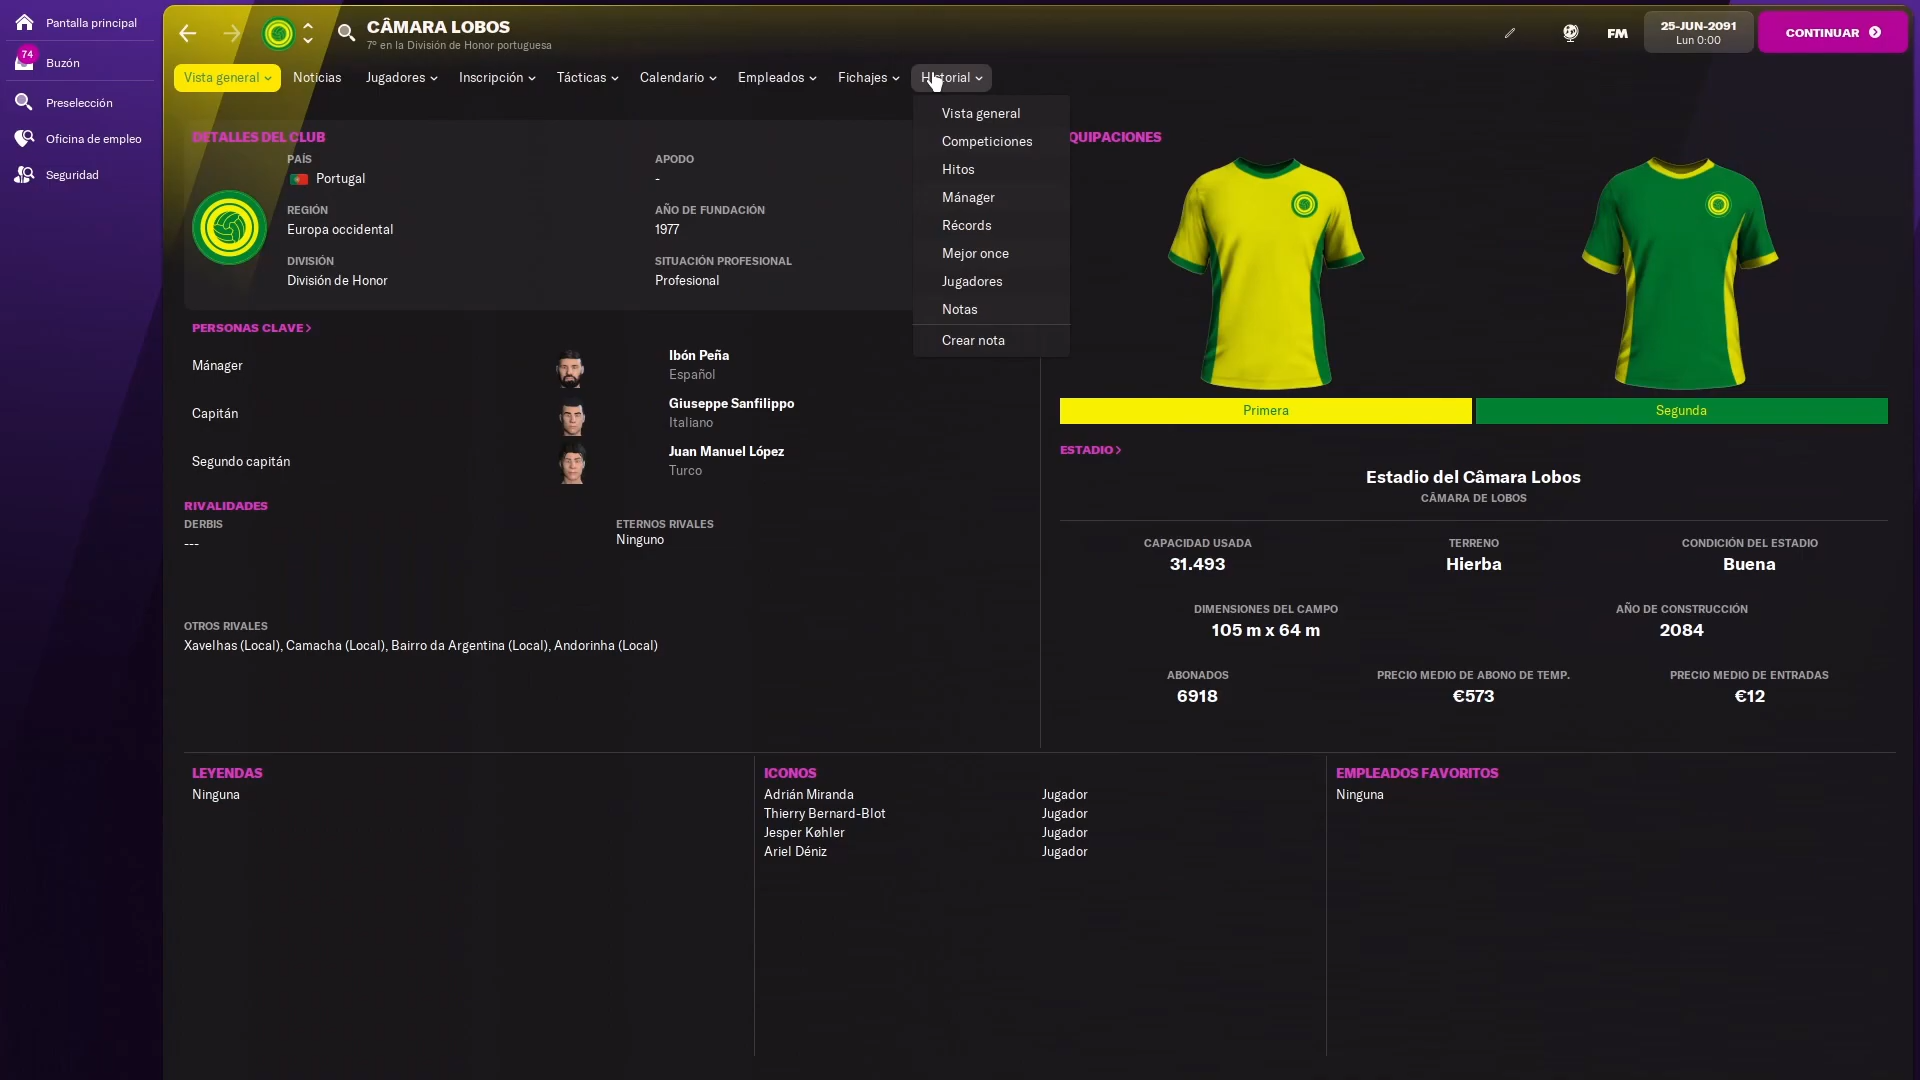 Pantalla principal
74
Buzón
Preselección
Oficina de empleo
Seguridad
CÂMARA LOBOS
7º en la División de Honor portuguesa
FM
25-JUN-2091
Lun 0:00
CONTINUAR
Vista general
Noticias
Jugadores
Inscripción
Tácticas
Calendario
Empleados
Fichajes
Historial
Vista general
Competiciones
Hitos
Mánager
Récords
Mejor once
Jugadores
Notas
Crear nota
DETALLES DEL CLUB
PAÍS
Portugal
APODO
-
REGIÓN
Europa occidental
AÑO DE FUNDACIÓN
1977
DIVISIÓN
División de Honor
SITUACIÓN PROFESIONAL
Profesional
PERSONAS CLAVE
Mánager
Ibón Peña
Español
Capitán
Giuseppe Sanfilippo
Italiano
Segundo capitán
Juan Manuel López
Turco
RIVALIDADES
DERBIS
---
ETERNOS RIVALES
Ninguno
OTROS RIVALES
Xavelhas (Local), Camacha (Local), Bairro da Argentina (Local), Andorinha (Local)
QUIPACIONES
Primera
Segunda
ESTADIO
Estadio del Câmara Lobos
CÂMARA DE LOBOS
CAPACIDAD USADA
31.493
TERRENO
Hierba
CONDICIÓN DEL ESTADIO
Buena
DIMENSIONES DEL CAMPO
105 m x 64 m
AÑO DE CONSTRUCCIÓN
2084
ABONADOS
6918
PRECIO MEDIO DE ABONO DE TEMP.
€573
PRECIO MEDIO DE ENTRADAS
€12
LEYENDAS
Ninguna
ICONOS
Adrián Miranda Jugador
Thierry Bernard-Blot Jugador
Jesper Køhler Jugador
Ariel Déniz Jugador
EMPLEADOS FAVORITOS
Ninguna